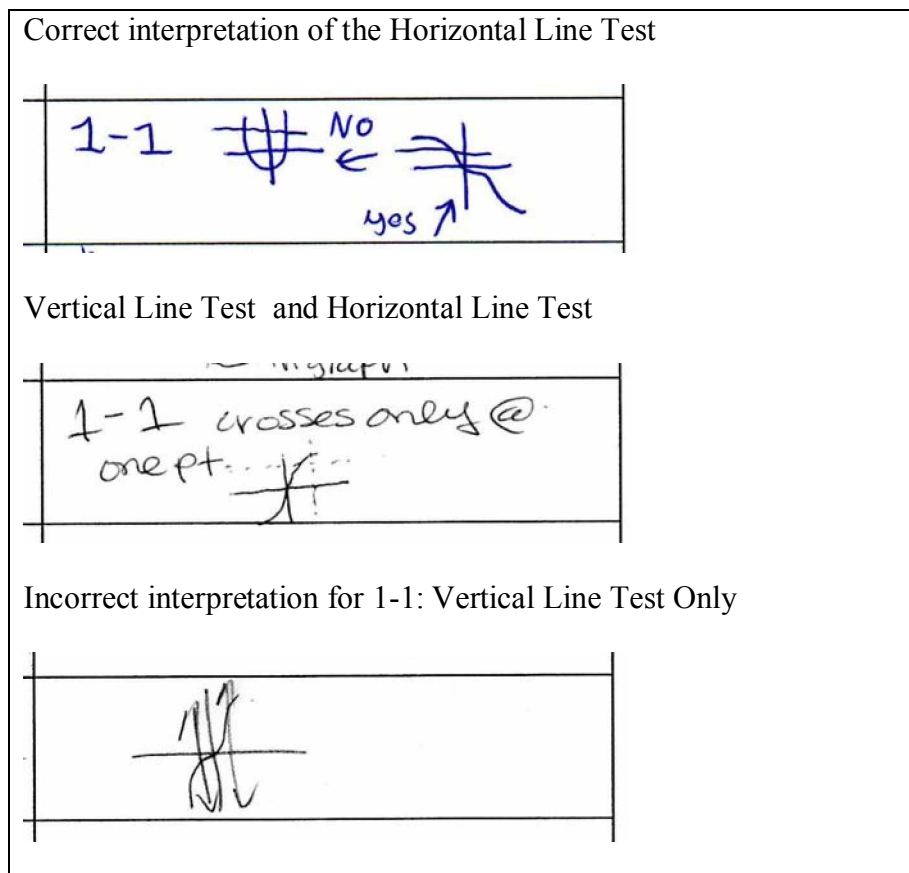 Correct interpretation of the Horizontal Line Test
1-1 NO
yes
Vertical Line Test and Horizontal Line Test
1-1 crosses only @
one pt.
Incorrect interpretation for 1-1: Vertical Line Test Only